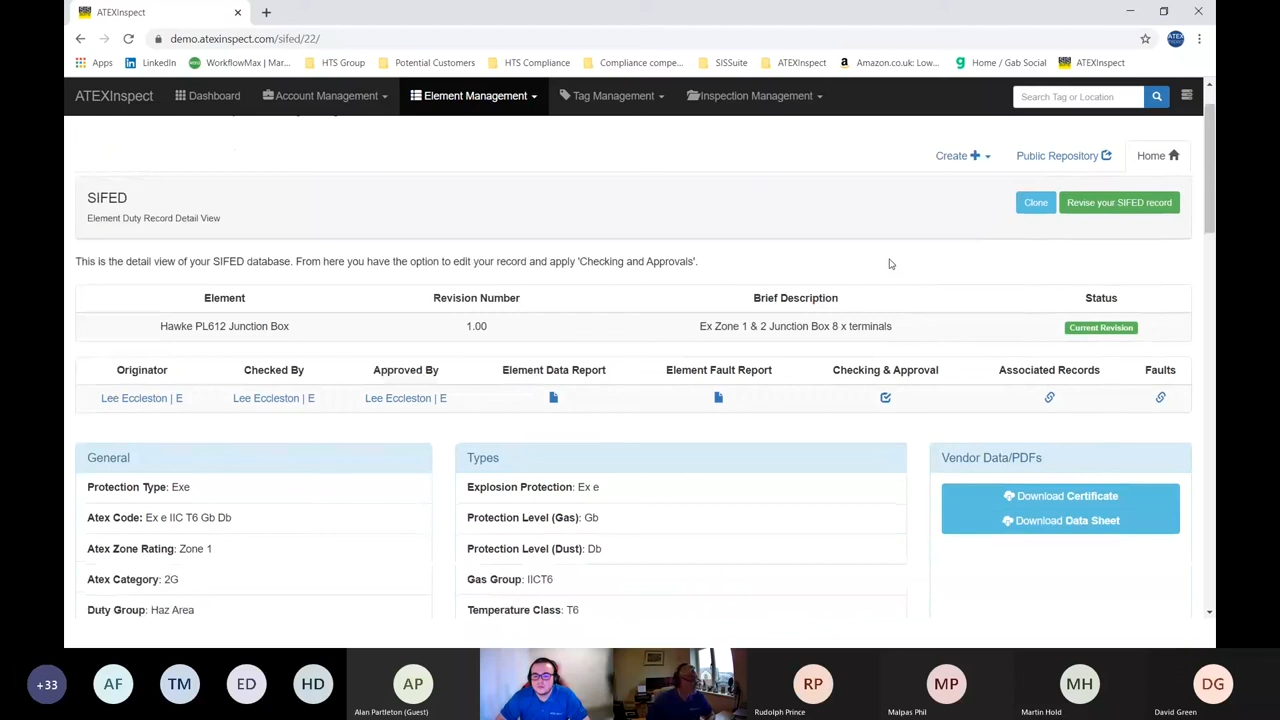 ATEXInspect
demo.atexinspect.com/sifed/22/
Apps LinkedIn WorkflowMax | Mar... HTS Group Potential Customers HTS Compliance Compliance compe... SISSuite ATEXInspect Amazon.co.uk: Low... Home / Gab Social ATEXInspect
ATEXInspect Dashboard Account Management Element Management Tag Management Inspection Management Search Tag or Location
Create Public Repository Home
SIFED
Clone Revise your SIFED record
Element Duty Record Detail View
This is the detail view of your SIFED database. From here you have the option to edit your record and apply 'Checking and Approvals'.
Element Revision Number Brief Description Status
Hawke PL612 Junction Box 1.00 Ex Zone 1 & 2 Junction Box 8 x terminals Current Revision
Originator Checked By Approved By Element Data Report Element Fault Report Checking & Approval Associated Records Faults
Lee Eccleston | E Lee Eccleston | E Lee Eccleston | E
General Types Vendor Data/PDFs
Protection Type: Exe Explosion Protection: Ex e Download Certificate
Atex Code: Ex e IIC T6 Gb Db Protection Level (Gas): Gb Download Data Sheet
Atex Zone Rating: Zone 1 Protection Level (Dust): Db
Atex Category: 2G Gas Group: IICT6
Duty Group: Haz Area Temperature Class: T6
+33 AF TM ED HD AP RP MP MH DG
Alan Partleton (Guest) Rudolph Prince Malpas Phil Martin Hold David Green